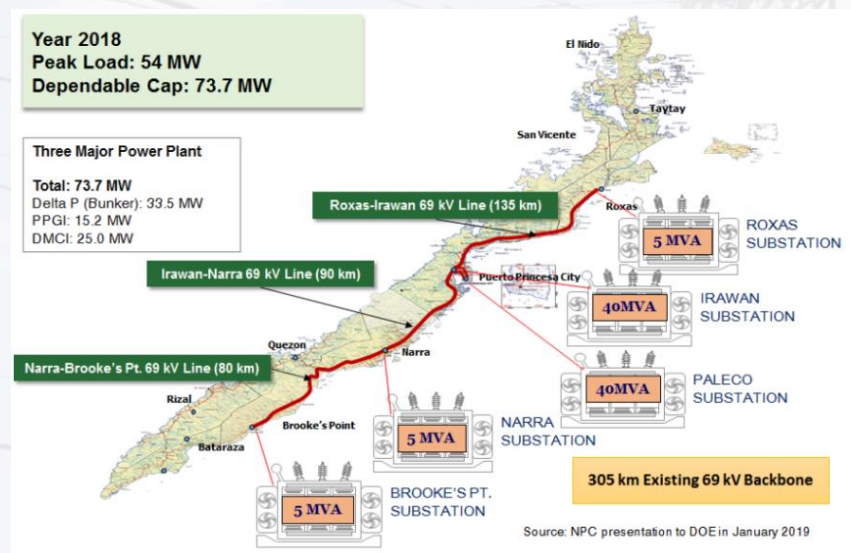 Year 2018
Peak Load: 54 MW
Dependable Cap: 73.7 MW
Three Major Power Plant
Total: 73.7 MW
Delta P (Bunker): 33.5 MW
PPGI: 15.2 MW
DMCI: 25.0 MW
El Nido
Taytay
San Vicente
Roxas-Irawan 69 kV Line (135 km)
Roxas
5 MVA
ROXAS
SUBSTATION
Irawan-Narra 69 kV Line (90 km)
Puerto Princesa City
40MVA
IRAWAN
SUBSTATION
Quezon
Narra
Narra-Brooke's Pt. 69 kV Line (80 km)
40MVA
PALECO
SUBSTATION
Rizal
Brooke's Point
Bataraza
5 MVA
NARRA
SUBSTATION
5 MVA
BROOKE'S PT.
SUBSTATION
305 km Existing 69 kV Backbone
Source: NPC presentation to DOE in January 2019